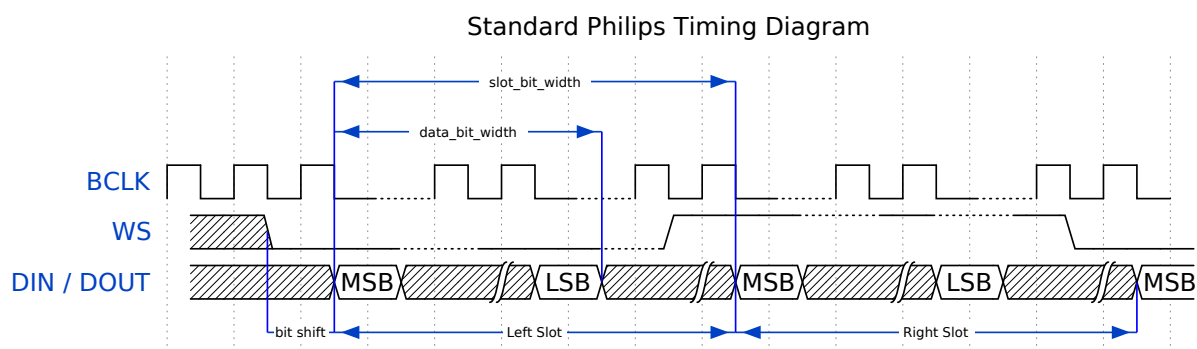 Standard Philips Timing Diagram
slot_bit_width
data_bit_width
BCLK
WS
DIN / DOUT
MSB
LSB
MSB
LSB
MSB
bit shift
Left Slot
Right Slot